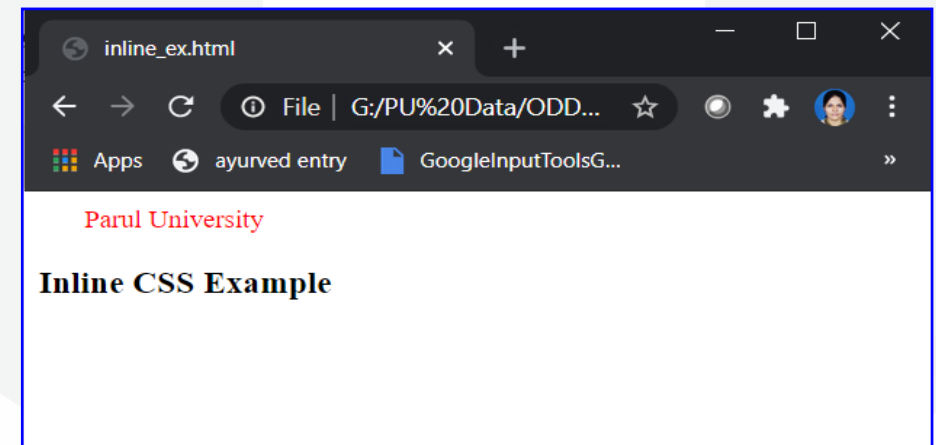 inline_ex.html
File | G:/PU%20Data/ODD...
Apps ayurved entry GoogleInputToolsG... »
Parul University
Inline CSS Example